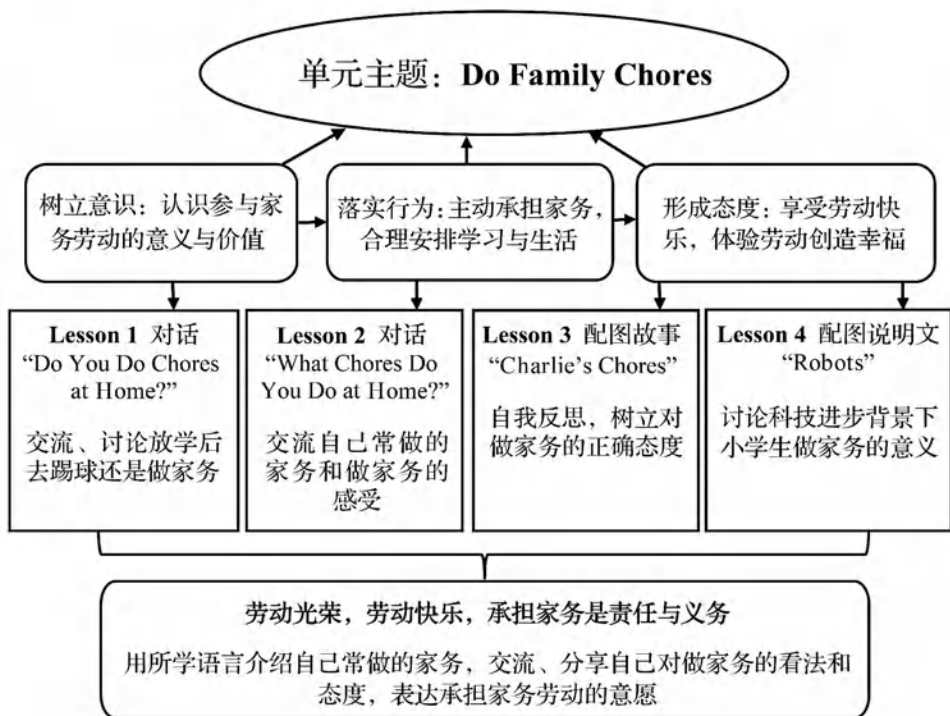 单元主题：Do Family Chores
树立意识：认识参与家
务劳动的意义与价值
落实行为：主动承担家务，
合理安排学习与生活
形成态度：享受劳动快
乐，体验劳动创造幸福
Lesson 1 对话
“Do You Do Chores
at Home?”
交流、讨论放学后
去踢球还是做家务
Lesson 2 对话
“What Chores Do
You Do at Home?”
交流自己常做的
家务和做家务的
感受
Lesson 3 配图故事
“Charlie’s Chores”
自我反思，树立对
做家务的正确态度
Lesson 4 配图说明文
“Robots”
讨论科技进步背景下
小学生做家务的意义
劳动光荣，劳动快乐，承担家务是责任与义务
用所学语言介绍自己常做的家务，交流、分享自己对做家务的看法和
态度，表达承担家务劳动的意愿